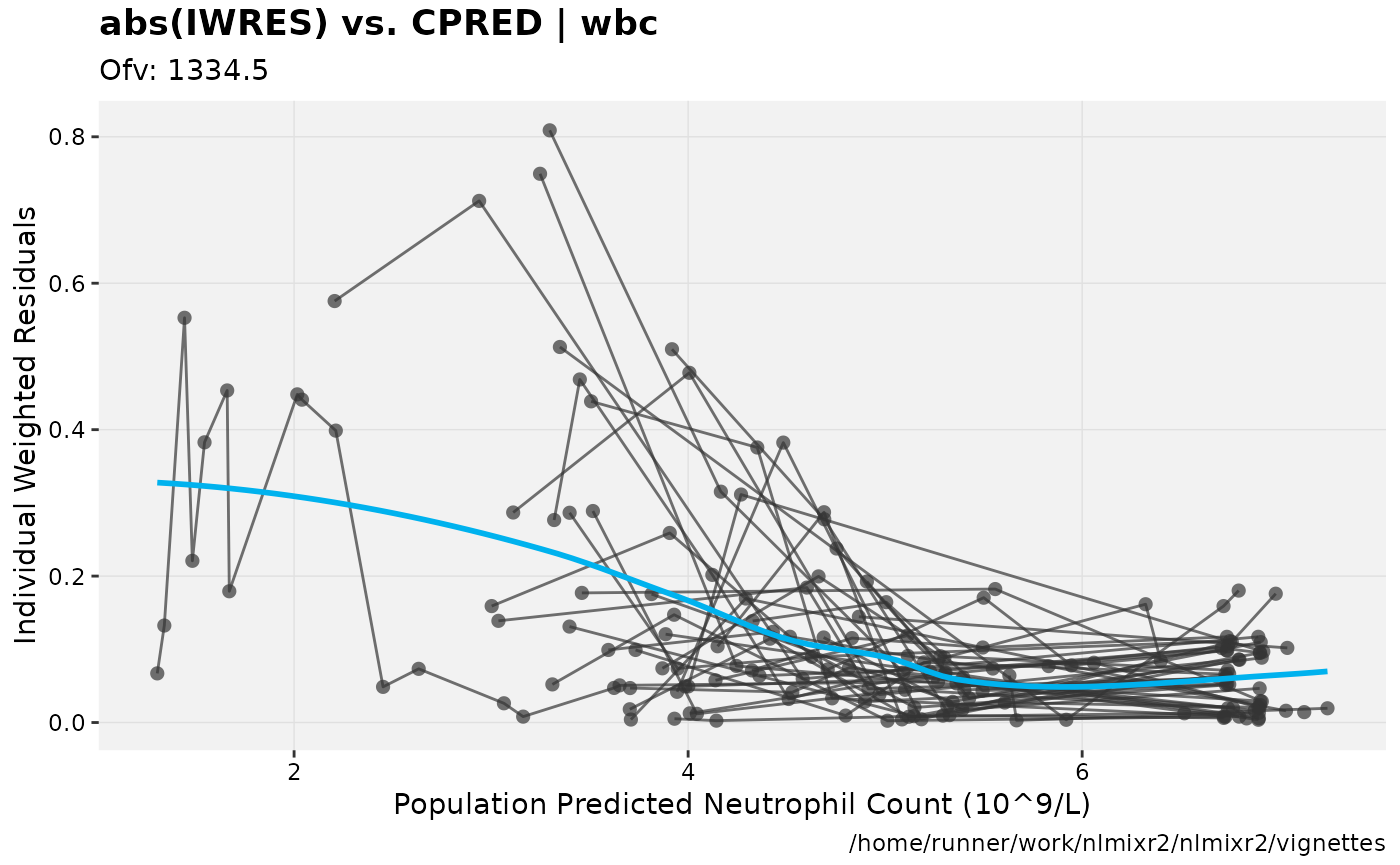 abs(IWRES) vs. CPRED | wbc
Ofv: 1334.5
Individual Weighted Residuals
0.8
0.6
0.4
0.2
0.0
2
4
6
Population Predicted Neutrophil Count (10^9/L)
/home/runner/work/nlmixr2/nlmixr2/vignettes